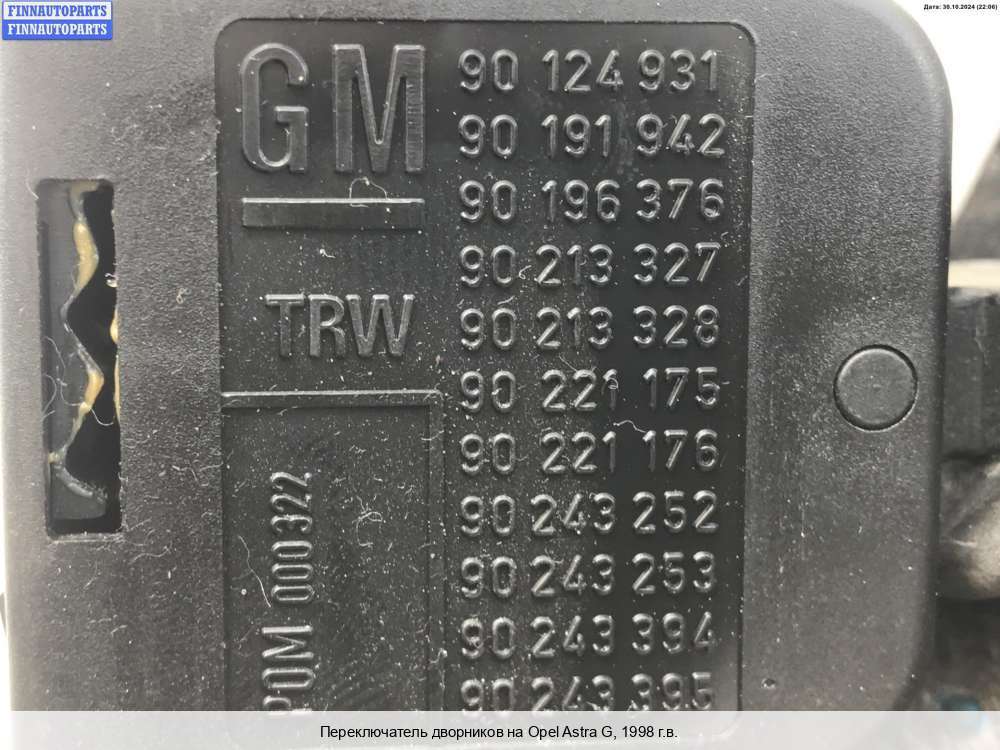 FINNAUTOPARTS
FINNAUTOPARTS
Дата: 30.10.2024 (22:06)
GM
TRW
POM 000322
90 124 931
90 191 942
90 196 376
90 213 327
90 213 328
90 221 175
90 221 176
90 243 252
90 243 253
90 243 394
90 243 395
Переключатель дворников на Opel Astra G, 1998 г.в.